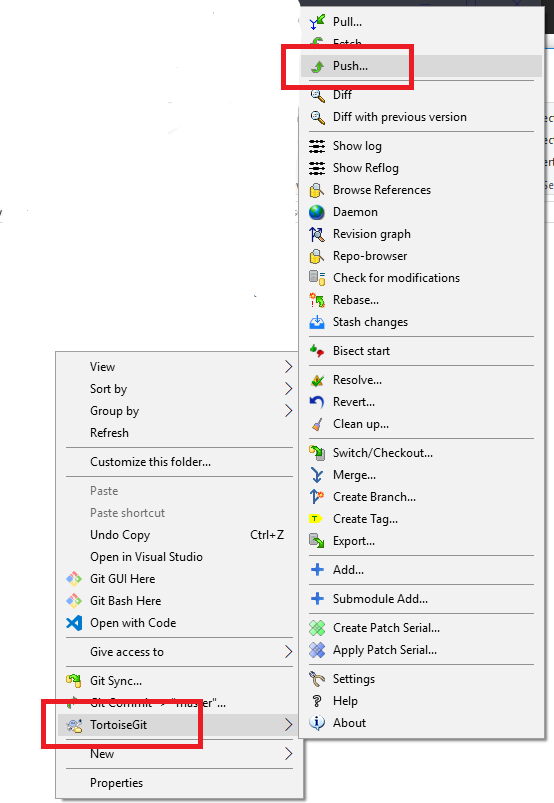 Pull...
Fetch
Push...
Diff
Diff with previous version
Show log
Show Reflog
Browse References
Daemon
Revision graph
Repo-browser
Check for modifications
Rebase...
Stash changes
Bisect start
Resolve...
Revert...
Clean up...
Switch/Checkout...
Merge...
Create Branch...
Create Tag...
Export...
Add...
Submodule Add...
Create Patch Serial...
Apply Patch Serial...
Settings
Help
About
View
Sort by
Group by
Refresh
Customize this folder...
Paste
Paste shortcut
Undo Copy Ctrl+Z
Open in Visual Studio
Git GUI Here
Git Bash Here
Open with Code
Give access to
Git Sync...
Git Commit -> "master"...
TortoiseGit
New
Properties